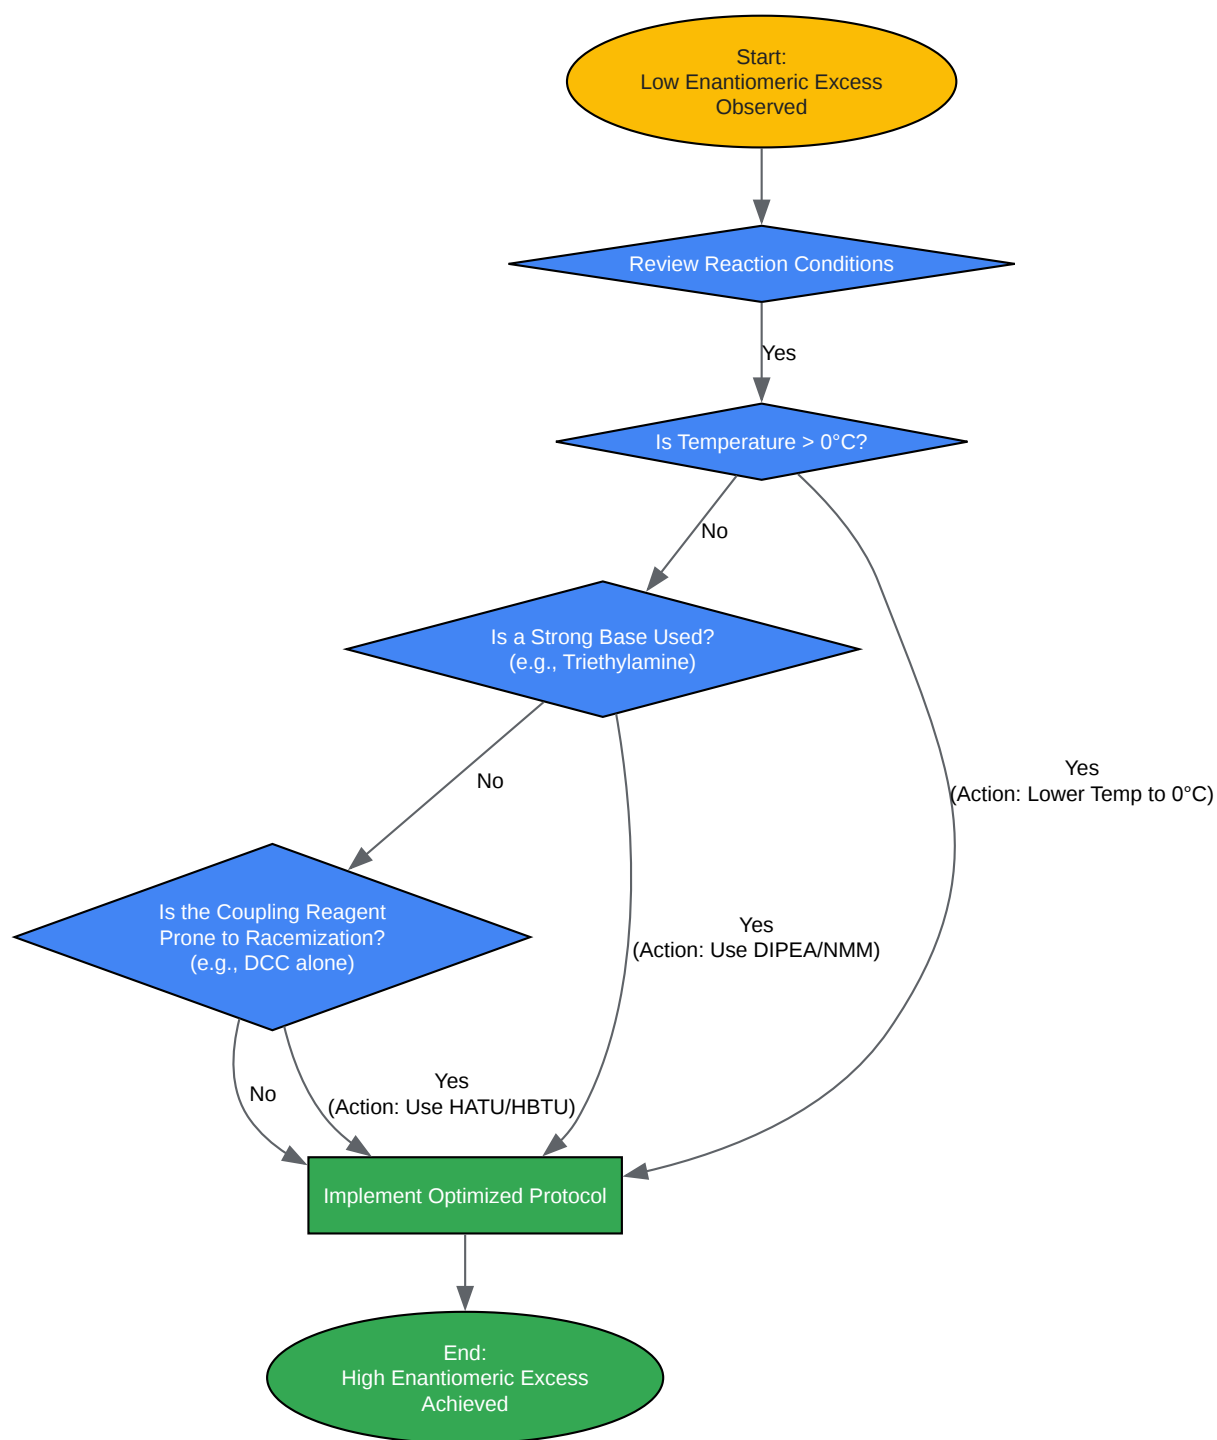 Start:
Low Enantiomeric Excess
Observed
Review Reaction Conditions
Yes
Is Temperature > 0°C?
No
Is a Strong Base Used?
(e.g., Triethylamine)
No
Yes
(Action: Lower Temp to 0°C)
Is the Coupling Reagent
Prone to Racemization?
(e.g., DCC alone)
Yes
(Action: Use DIPEA/NMM)
No
Yes
(Action: Use HATU/HBTU)
Implement Optimized Protocol
End:
High Enantiomeric Excess
Achieved